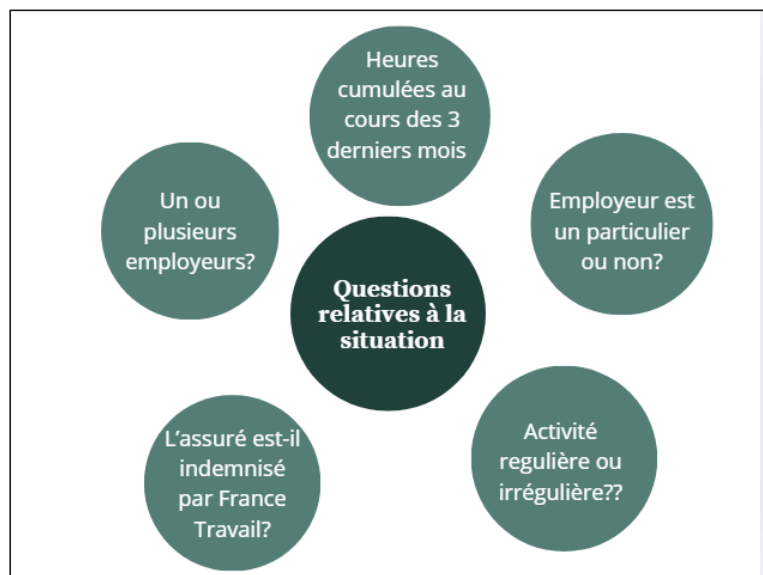 Heures
cumulées au
cours des 3
derniers mois
Un ou
plusieurs
employeurs?
Employeur est
un particulier
ou non?
Questions
relatives à la
situation
L'assuré est-il
indemnisé
par France
Travail?
Activité
regulière ou
irrégulière??